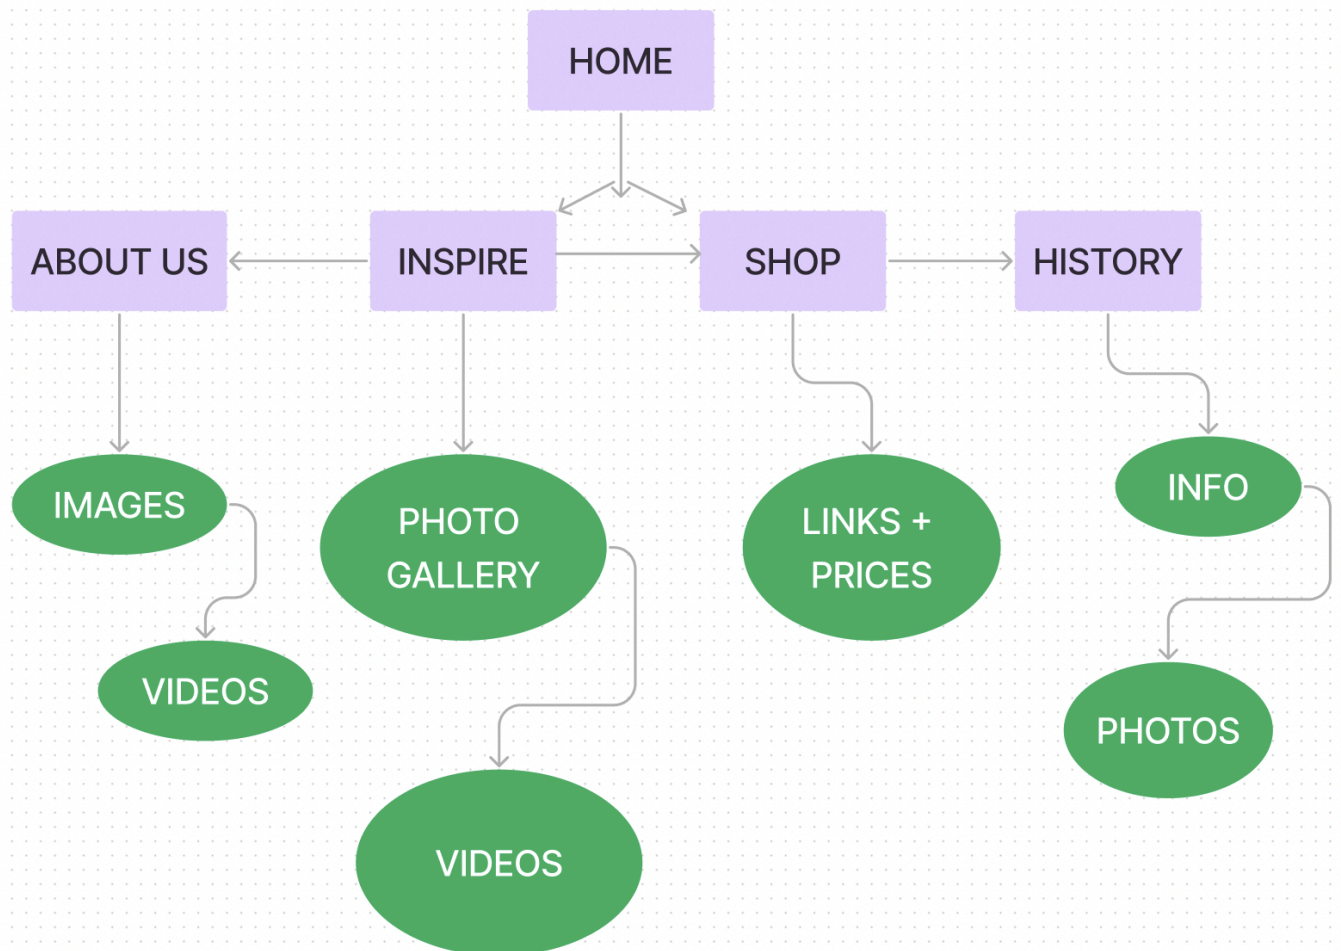 HOME
ABOUT US
INSPIRE
SHOP
HISTORY
IMAGES
PHOTO
GALLERY
LINKS +
PRICES
INFO
VIDEOS
PHOTOS
VIDEOS